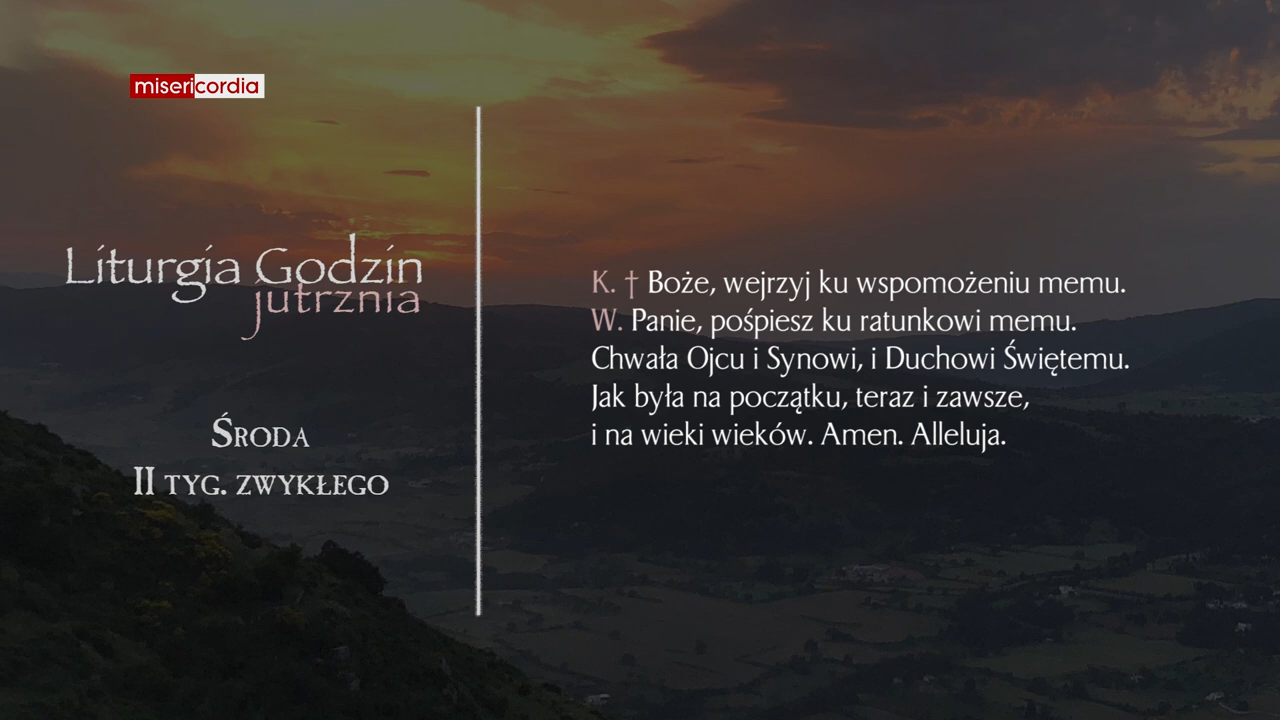 misericordia
Liturgia Godzin
jutrznia
Środa
II tyg. zwykłego
K. † Boże, wejrzyj ku wspomożeniu memu.
W. Panie, pośpiesz ku ratunkowi memu.
Chwała Ojcu i Synowi, i Duchowi Świętemu.
Jak była na początku, teraz i zawsze,
i na wieki wieków. Amen. Alleluja.